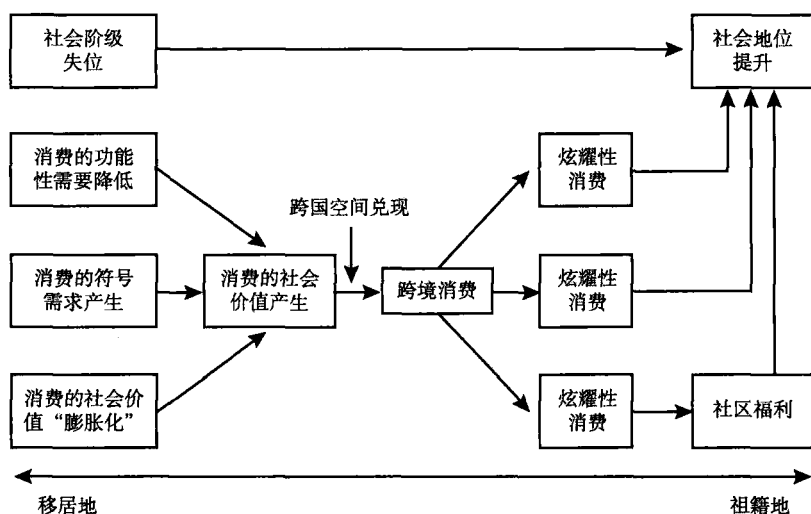 社会阶级
失位
社会地位
提升
消费的功能
性需要降低
炫耀性
消费
跨国空间兑现
消费的符号
需求产生
消费的社会
价值产生
跨境消费
炫耀性
消费
消费的社会价
值“膨胀化”
炫耀性
消费
社区福利
移居地
祖籍地